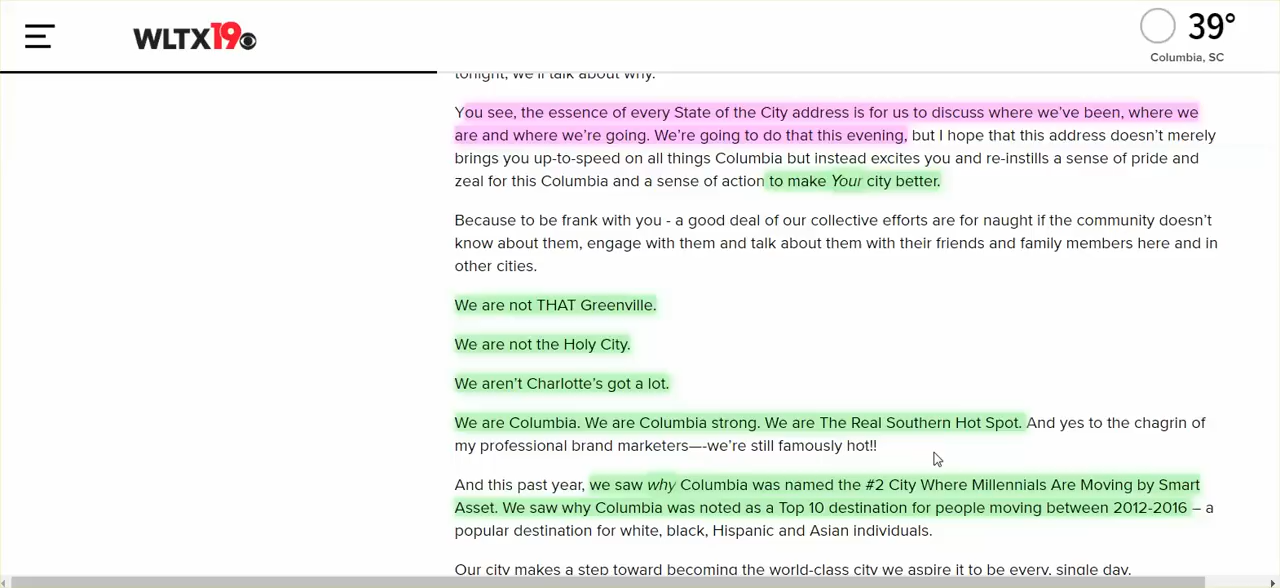 WLTX19
39°
Columbia, SC
tonight, we'll talk about why.
You see, the essence of every State of the City address is for us to discuss where we've been, where we
are and where we're going. We're going to do that this evening, but I hope that this address doesn't merely
brings you up-to-speed on all things Columbia but instead excites you and re-instills a sense of pride and
zeal for this Columbia and a sense of action to make Your city better.
Because to be frank with you - a good deal of our collective efforts are for naught if the community doesn't
know about them, engage with them and talk about them with their friends and family members here and in
other cities.
We are not THAT Greenville.
We are not the Holy City.
We aren't Charlotte's got a lot.
We are Columbia. We are Columbia strong. We are The Real Southern Hot Spot. And yes to the chagrin of
my professional brand marketers—-we're still famously hot!!
And this past year, we saw why Columbia was named the #2 City Where Millennials Are Moving by Smart
Asset. We saw why Columbia was noted as a Top 10 destination for people moving between 2012-2016 – a
popular destination for white, black, Hispanic and Asian individuals.
Our city makes a step toward becoming the world-class city we aspire it to be every, single day.